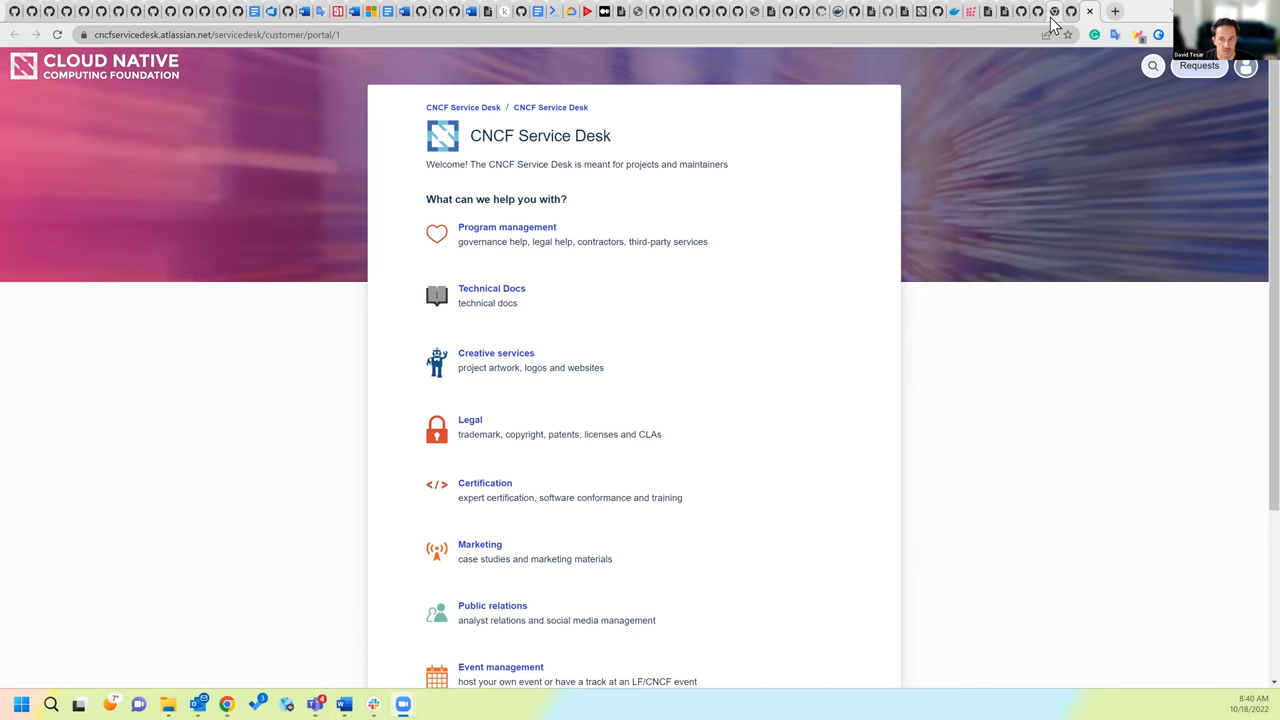 cncfservicedesk.atlassian.net/servicedesk/customer/portal/1
David Tesar
CLOUD NATIVE
COMPUTING FOUNDATION
Requests
CNCF Service Desk / CNCF Service Desk
CNCF Service Desk
Welcome! The CNCF Service Desk is meant for projects and maintainers
What can we help you with?
Program management
governance help, legal help, contractors, third-party services
Technical Docs
technical docs
Creative services
project artwork, logos and websites
Legal
trademark, copyright, patents, licenses and CLAs
Certification
expert certification, software conformance and training
Marketing
case studies and marketing materials
Public relations
analyst relations and social media management
Event management
host your own event or have a track at an LF/CNCF event
7°
3
4
8:40 AM
10/18/2022